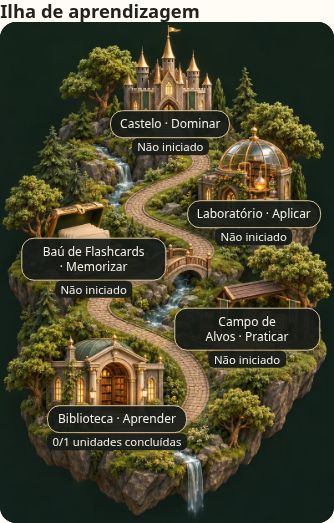 Ilha de aprendizagem
Castelo · Dominar
Não iniciado
Laboratório · Aplicar
Não iniciado
Baú de Flashcards
· Memorizar
Não iniciado
Campo de
Alvos · Praticar
Não iniciado
Biblioteca · Aprender
0/1 unidades concluídas